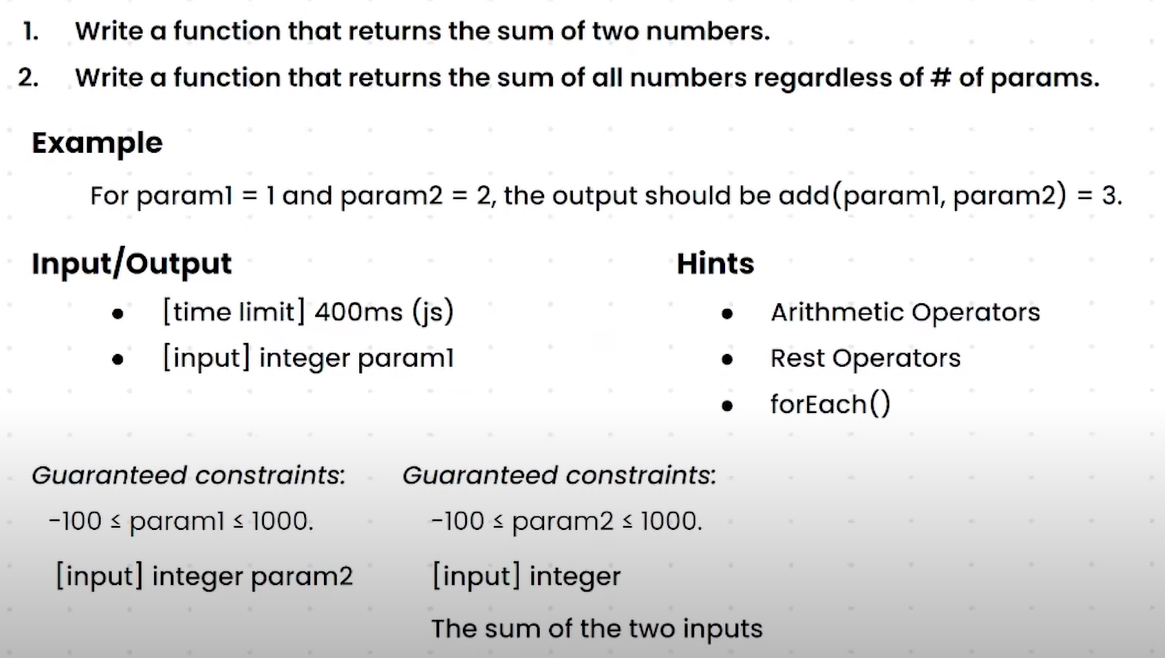 1. Write a function that returns the sum of two numbers.
2. Write a function that returns the sum of all numbers regardless of # of params.
Example
For param1 = 1 and param2 = 2, the output should be add(param1, param2) = 3.
Input/Output
• [time limit] 400ms (js)
• [input] integer param1
Hints
• Arithmetic Operators
• Rest Operators
• forEach()
Guaranteed constraints:
-100 ≤ param1 ≤ 1000.
[input] integer param2
Guaranteed constraints:
-100 ≤ param2 ≤ 1000.
[input] integer
The sum of the two inputs